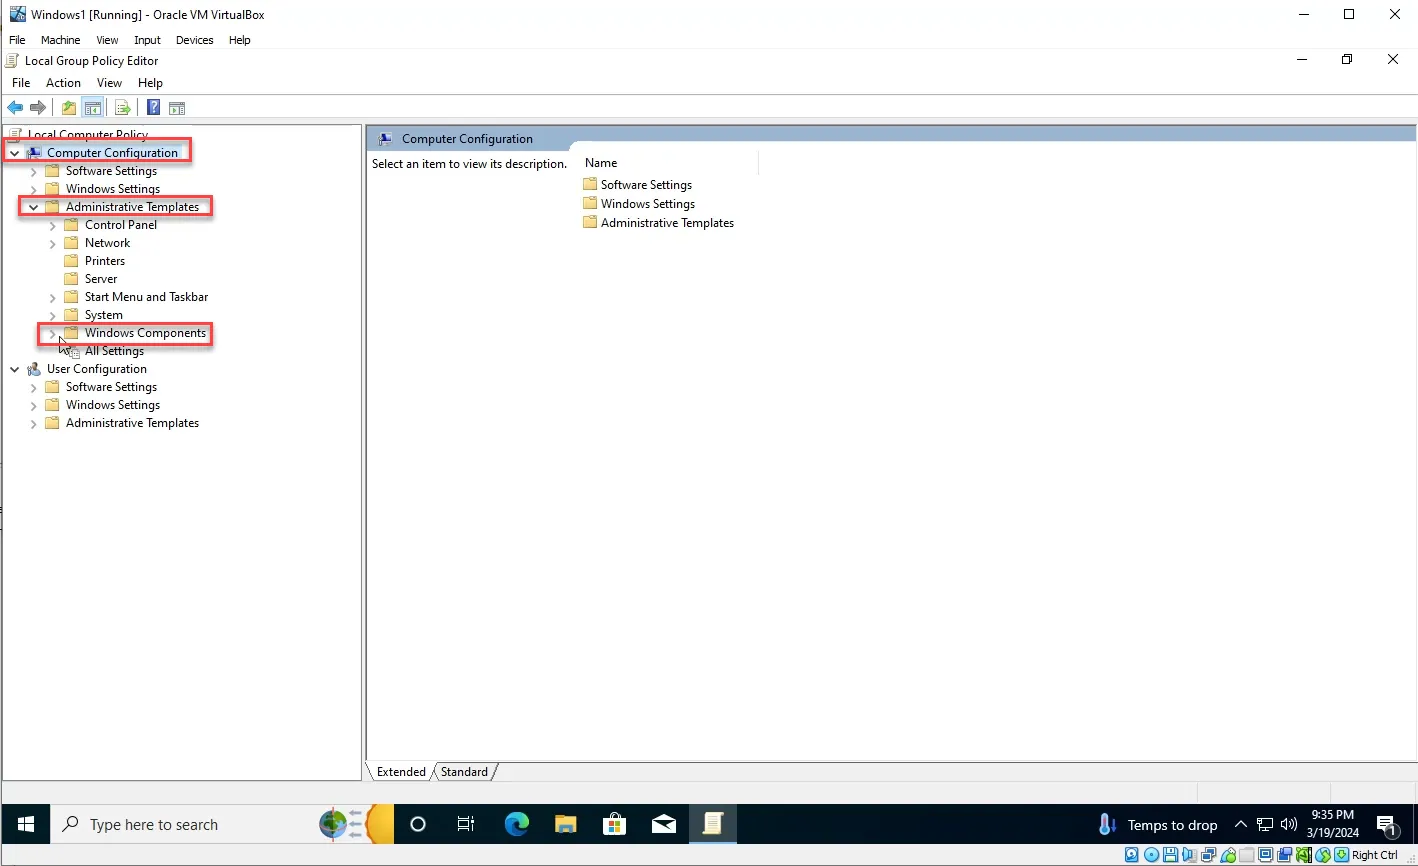 Windows1 [Running] - Oracle VM VirtualBox
File Machine View Input Devices Help
Local Group Policy Editor
File Action View Help
Local Computer Policy
Computer Configuration
Software Settings
Windows Settings
Administrative Templates
Control Panel
Network
Printers
Server
Start Menu and Taskbar
System
Windows Components
All Settings
User Configuration
Software Settings
Windows Settings
Administrative Templates
Computer Configuration
Select an item to view its description.
Name
Software Settings
Windows Settings
Administrative Templates
Extended Standard
Type here to search
Temps to drop
9:35 PM
3/19/2024
1
Right Ctrl